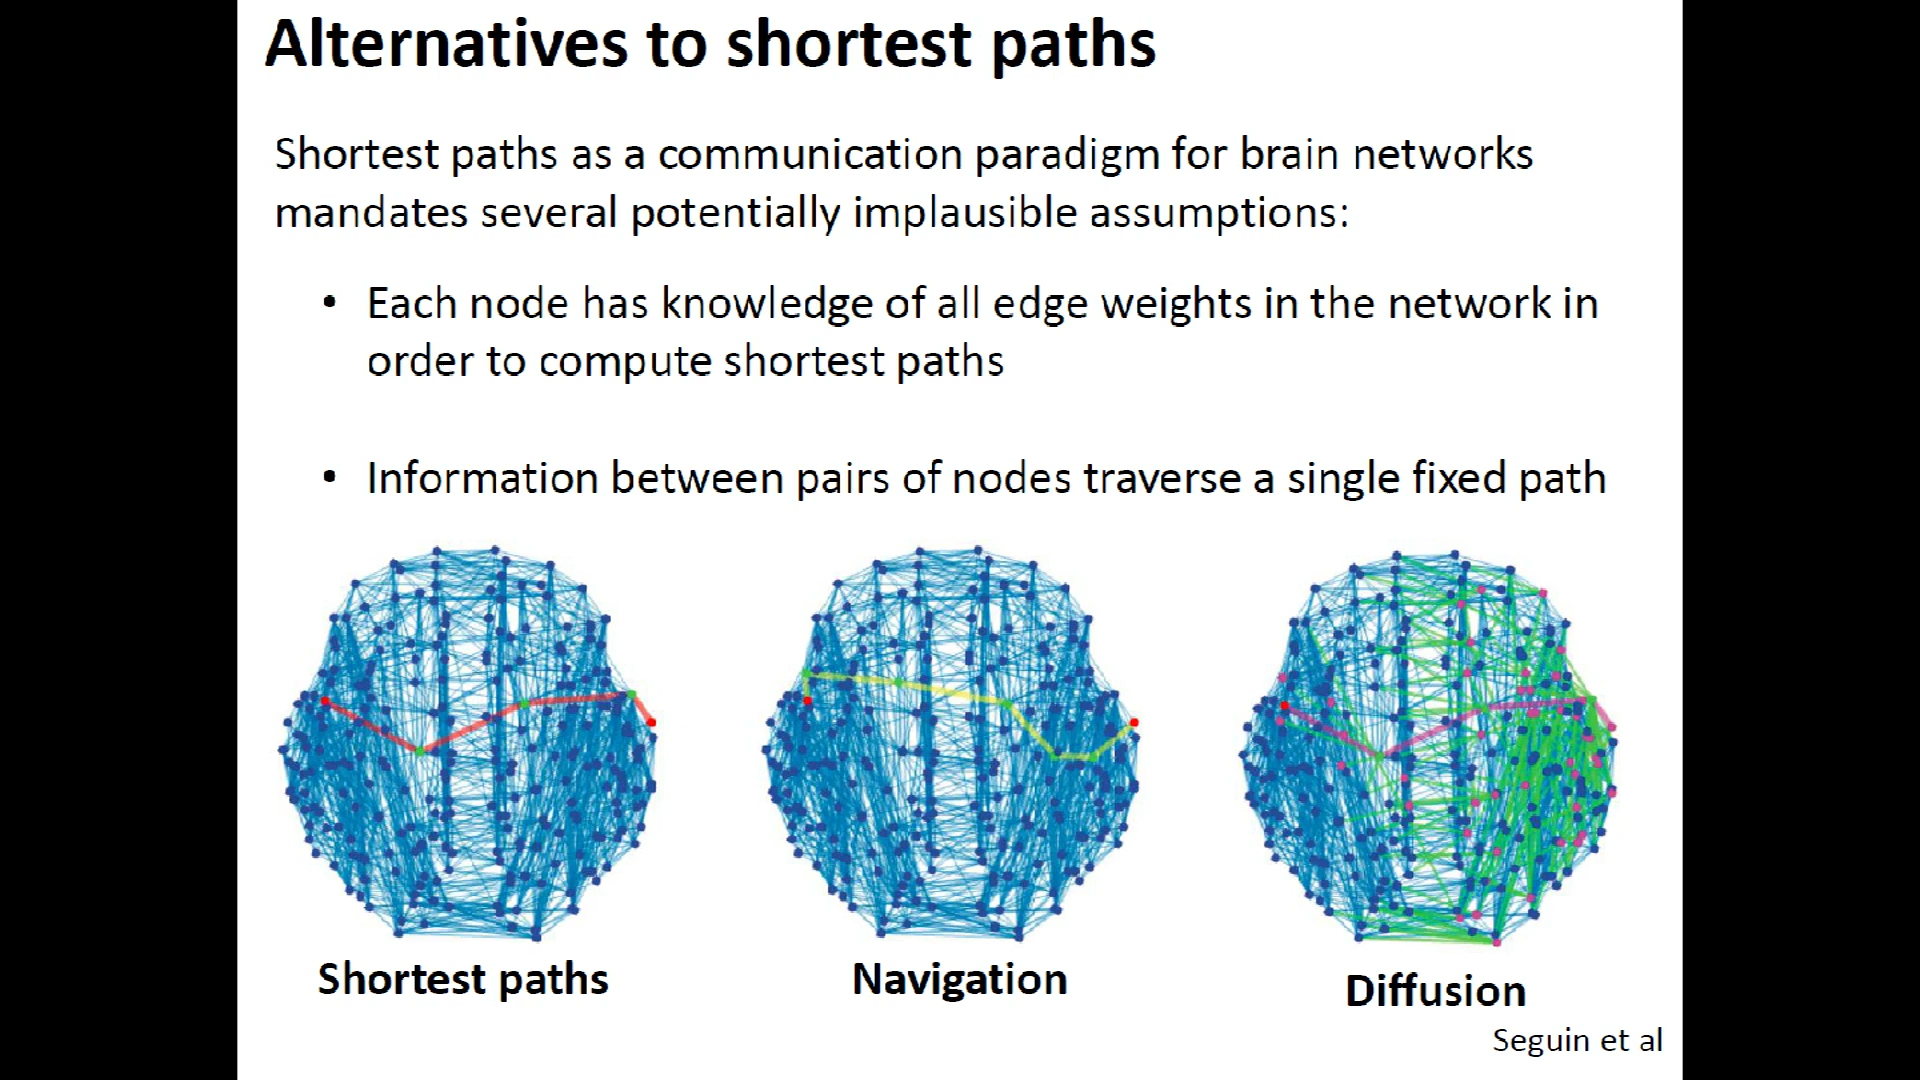 Alternatives to shortest paths
Shortest paths as a communication paradigm for brain networks
mandates several potentially implausible assumptions:
• Each node has knowledge of all edge weights in the network in
order to compute shortest paths
• Information between pairs of nodes traverse a single fixed path
Shortest paths
Navigation
Diffusion
Seguin et al